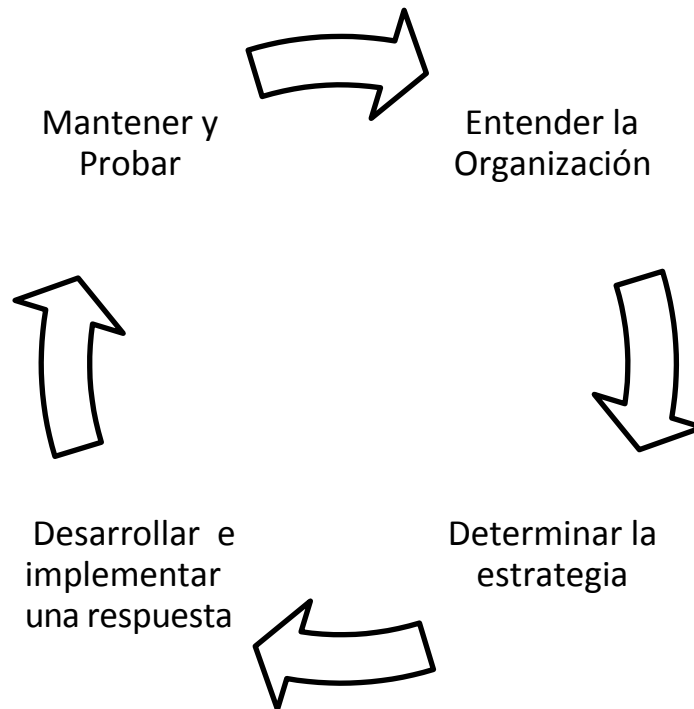 Mantener y
Probar
Entender la
Organización
Determinar la
estrategia
Desarrollar e
implementar
una respuesta